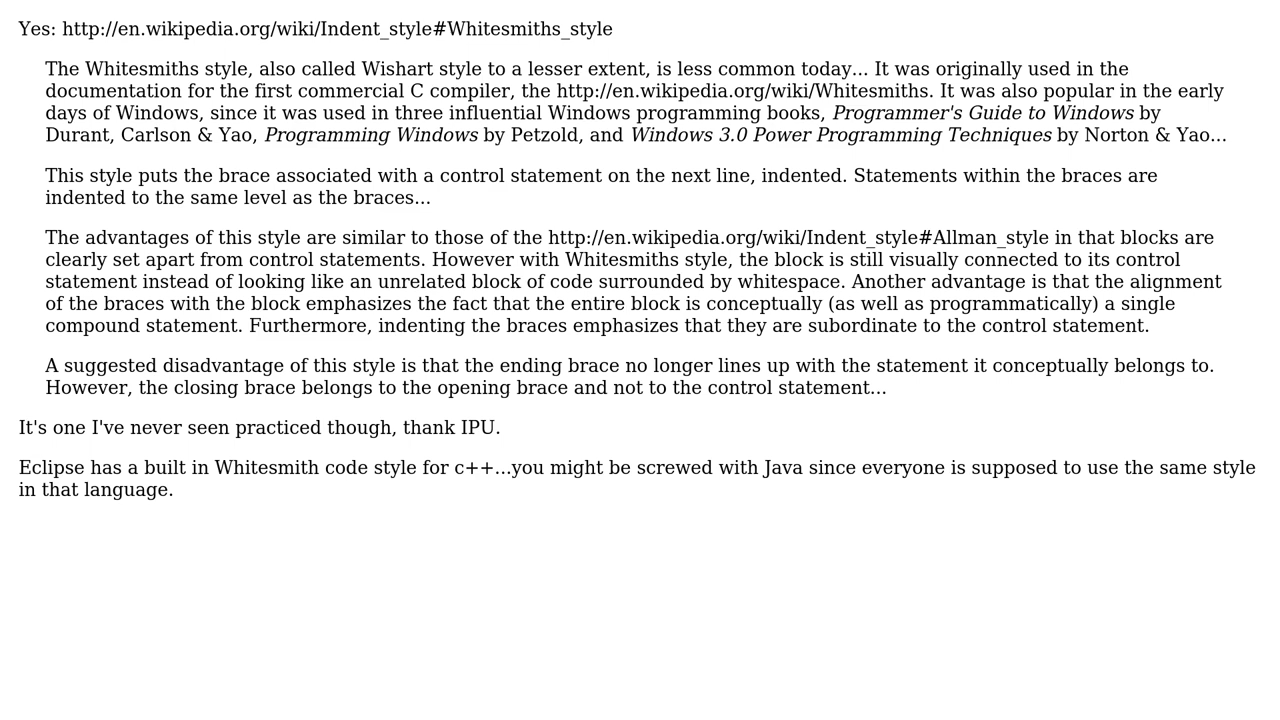 Yes: http://en.wikipedia.org/wiki/Indent_style#Whitesmiths_style
The Whitesmiths style, also called Wishart style to a lesser extent, is less common today... It was originally used in the
documentation for the first commercial C compiler, the http://en.wikipedia.org/wiki/Whitesmiths. It was also popular in the early
days of Windows, since it was used in three influential Windows programming books, Programmer's Guide to Windows by
Durant, Carlson & Yao, Programming Windows by Petzold, and Windows 3.0 Power Programming Techniques by Norton & Yao...
This style puts the brace associated with a control statement on the next line, indented. Statements within the braces are
indented to the same level as the braces...
The advantages of this style are similar to those of the http://en.wikipedia.org/wiki/Indent_style#Allman_style in that blocks are
clearly set apart from control statements. However with Whitesmiths style, the block is still visually connected to its control
statement instead of looking like an unrelated block of code surrounded by whitespace. Another advantage is that the alignment
of the braces with the block emphasizes the fact that the entire block is conceptually (as well as programmatically) a single
compound statement. Furthermore, indenting the braces emphasizes that they are subordinate to the control statement.
A suggested disadvantage of this style is that the ending brace no longer lines up with the statement it conceptually belongs to.
However, the closing brace belongs to the opening brace and not to the control statement...
It's one I've never seen practiced though, thank IPU.
Eclipse has a built in Whitesmith code style for c++...you might be screwed with Java since everyone is supposed to use the same style
in that language.